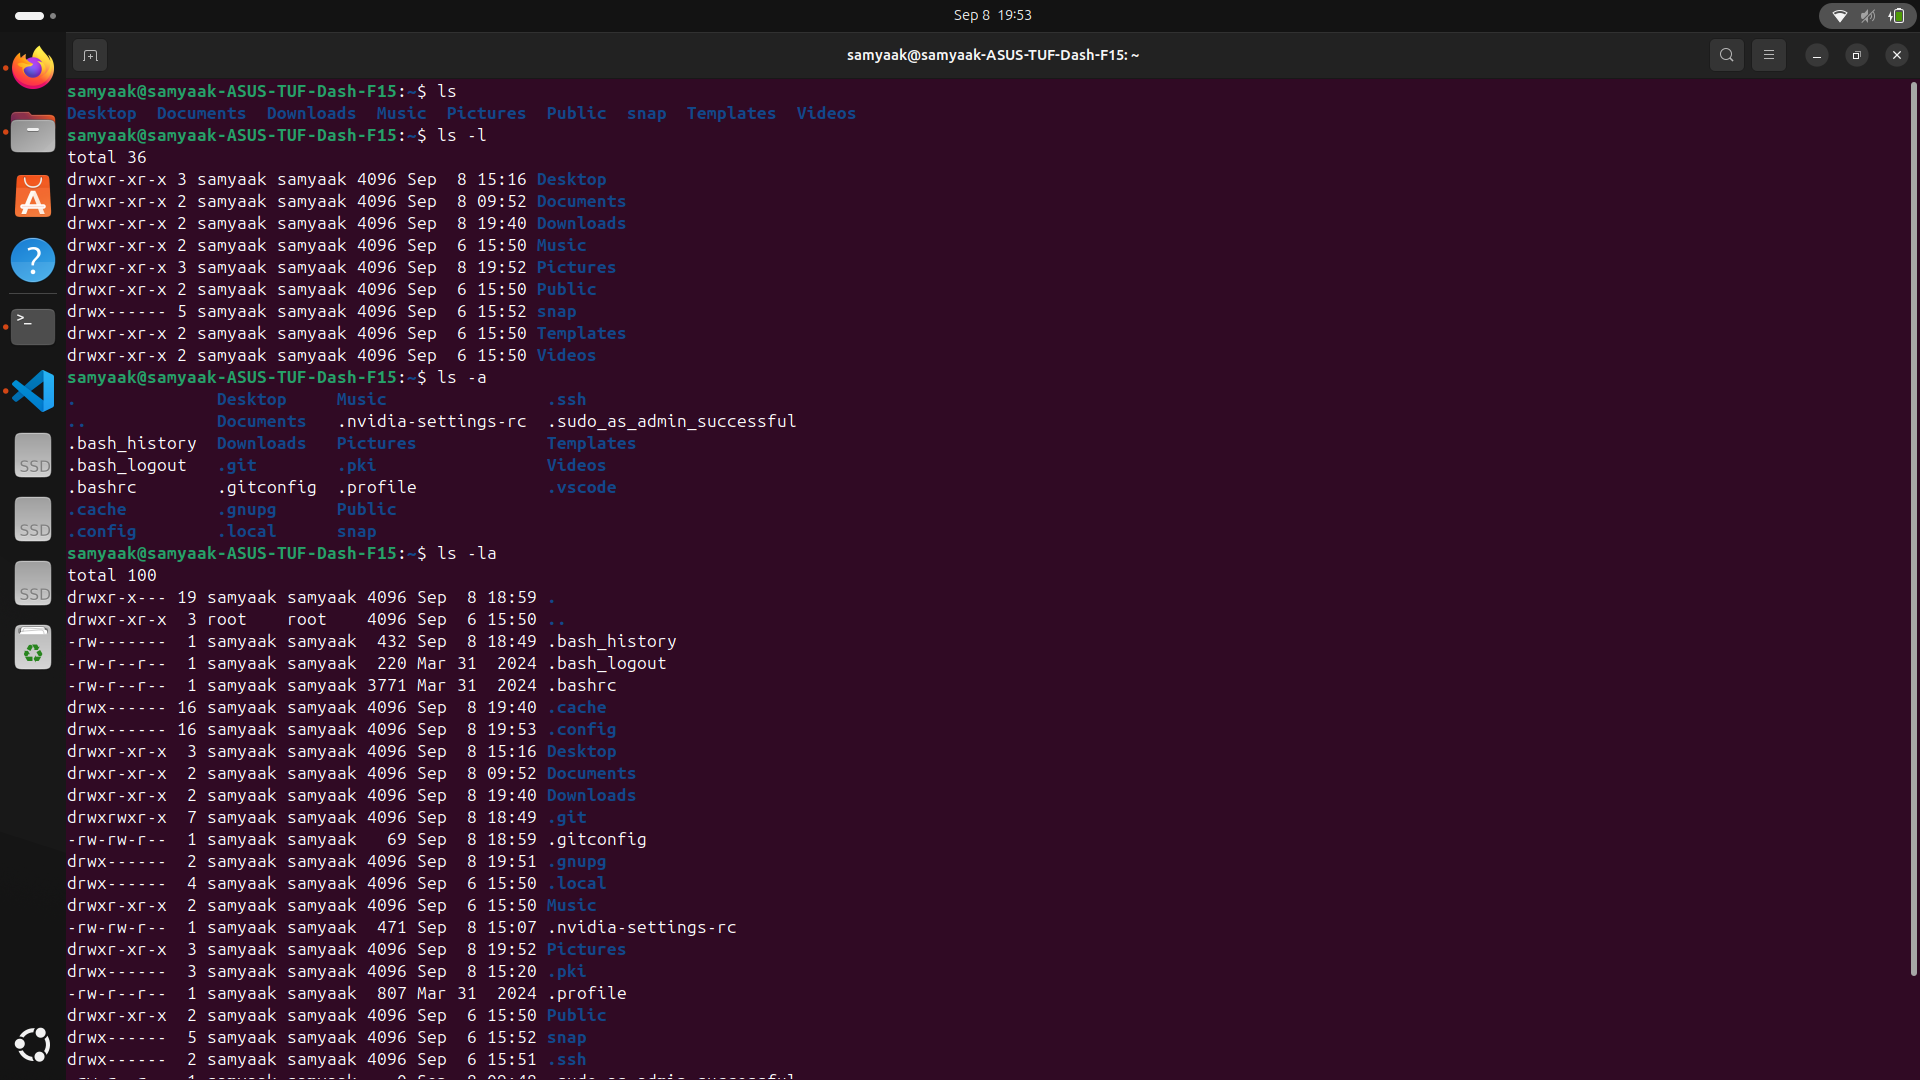 Sep 8  19:53
samyaak@samyaak-ASUS-TUF-Dash-F15: ~
samyaak@samyaak-ASUS-TUF-Dash-F15:~$ ls
Desktop  Documents  Downloads  Music  Pictures  Public  snap  Templates  Videos
samyaak@samyaak-ASUS-TUF-Dash-F15:~$ ls -l
total 36
drwxr-xr-x 3 samyaak samyaak 4096 Sep  8 15:16 Desktop
drwxr-xr-x 2 samyaak samyaak 4096 Sep  8 09:52 Documents
drwxr-xr-x 2 samyaak samyaak 4096 Sep  8 19:40 Downloads
drwxr-xr-x 2 samyaak samyaak 4096 Sep  6 15:50 Music
drwxr-xr-x 3 samyaak samyaak 4096 Sep  8 19:52 Pictures
drwxr-xr-x 2 samyaak samyaak 4096 Sep  6 15:50 Public
drwx------ 5 samyaak samyaak 4096 Sep  6 15:52 snap
drwxr-xr-x 2 samyaak samyaak 4096 Sep  6 15:50 Templates
drwxr-xr-x 2 samyaak samyaak 4096 Sep  6 15:50 Videos
samyaak@samyaak-ASUS-TUF-Dash-F15:~$ ls -a
.              Desktop     Music                .ssh
..             Documents   .nvidia-settings-rc  .sudo_as_admin_successful
.bash_history  Downloads   Pictures             Templates
.bash_logout   .git        .pki                 Videos
.bashrc        .gitconfig  .profile             .vscode
.cache         .gnupg      Public
.config        .local      snap
samyaak@samyaak-ASUS-TUF-Dash-F15:~$ ls -la
total 100
drwxr-x--- 19 samyaak samyaak 4096 Sep  8 18:59 .
drwxr-xr-x  3 root    root    4096 Sep  6 15:50 ..
-rw-------  1 samyaak samyaak  432 Sep  8 18:49 .bash_history
-rw-r--r--  1 samyaak samyaak  220 Mar 31  2024 .bash_logout
-rw-r--r--  1 samyaak samyaak 3771 Mar 31  2024 .bashrc
drwx------ 16 samyaak samyaak 4096 Sep  8 19:40 .cache
drwx------ 16 samyaak samyaak 4096 Sep  8 19:53 .config
drwxr-xr-x  3 samyaak samyaak 4096 Sep  8 15:16 Desktop
drwxr-xr-x  2 samyaak samyaak 4096 Sep  8 09:52 Documents
drwxr-xr-x  2 samyaak samyaak 4096 Sep  8 19:40 Downloads
drwxrwxr-x  7 samyaak samyaak 4096 Sep  8 18:49 .git
-rw-rw-r--  1 samyaak samyaak   69 Sep  8 18:59 .gitconfig
drwx------  2 samyaak samyaak 4096 Sep  8 19:51 .gnupg
drwx------  4 samyaak samyaak 4096 Sep  6 15:50 .local
drwxr-xr-x  2 samyaak samyaak 4096 Sep  6 15:50 Music
-rw-rw-r--  1 samyaak samyaak  471 Sep  8 15:07 .nvidia-settings-rc
drwxr-xr-x  3 samyaak samyaak 4096 Sep  8 19:52 Pictures
drwx------  3 samyaak samyaak 4096 Sep  8 15:20 .pki
-rw-r--r--  1 samyaak samyaak  807 Mar 31  2024 .profile
drwxr-xr-x  2 samyaak samyaak 4096 Sep  6 15:50 Public
drwx------  5 samyaak samyaak 4096 Sep  6 15:52 snap
drwx------  2 samyaak samyaak 4096 Sep  6 15:51 .ssh
SSD
SSD
SSD